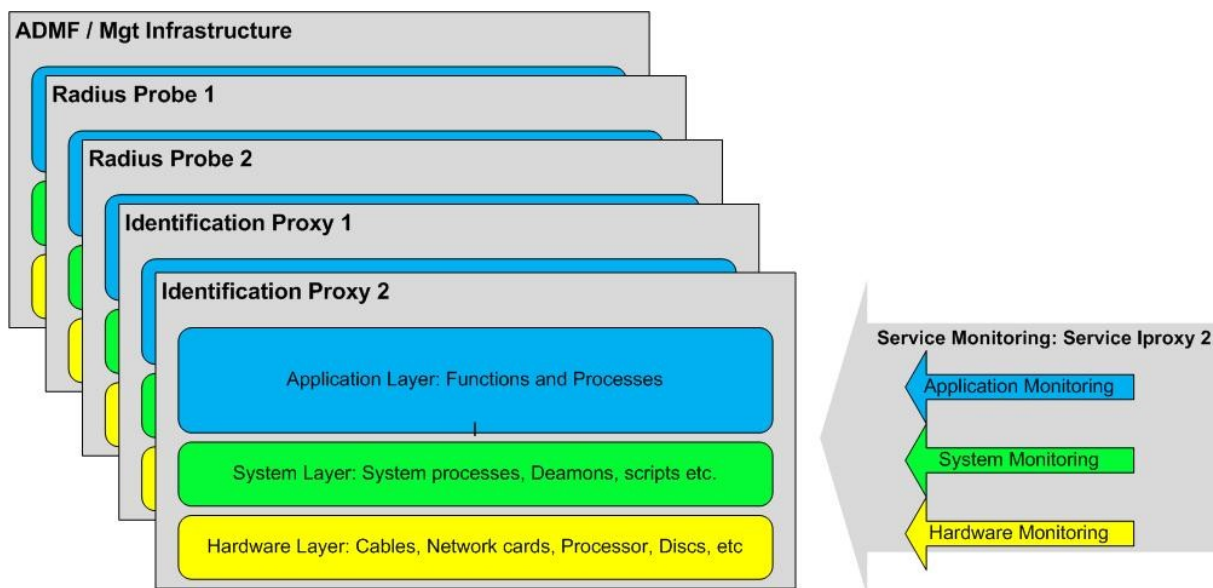 ADMF / Mgt Infrastructure
Radius Probe 1
Radius Probe 2
Identification Proxy 1
Identification Proxy 2
Application Layer: Functions and Processes
System Layer: System processes, Deamons, scripts etc.
Hardware Layer: Cables, Network cards, Processor, Discs, etc
Service Monitoring: Service Iproxy 2
Application Monitoring
System Monitoring
Hardware Monitoring